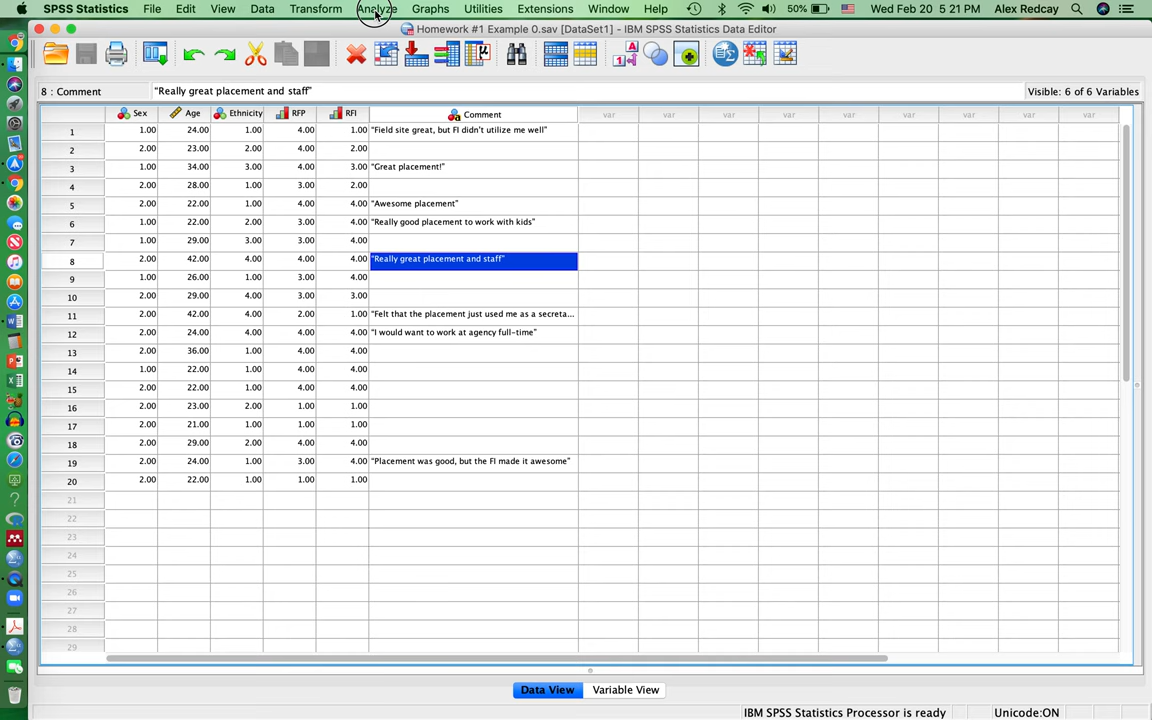 SPSS Statistics File Edit View Data Transform Analyze Graphs Utilities Extensions Window Help 50% Wed Feb 20 5:21 PM Alex Redcay
Homework #1 Example 0.sav [DataSet1] - IBM SPSS Statistics Data Editor
8 : Comment "Really great placement and staff" Visible: 6 of 6 Variables
Sex Age Ethnicity RFP RFI Comment var var var var var var var var var
1 1.00 24.00 1.00 4.00 1.00 "Field site great, but FI didn't utilize me well"
2 2.00 23.00 2.00 4.00 2.00
3 1.00 34.00 3.00 4.00 3.00 "Great placement!"
4 2.00 28.00 1.00 3.00 2.00
5 2.00 22.00 1.00 4.00 4.00 "Awesome placement"
6 1.00 22.00 2.00 3.00 4.00 "Really good placement to work with kids"
7 1.00 29.00 3.00 3.00 4.00
8 2.00 42.00 4.00 4.00 4.00 "Really great placement and staff"
9 1.00 26.00 1.00 3.00 4.00
10 2.00 29.00 4.00 3.00 3.00
11 2.00 42.00 4.00 2.00 1.00 "Felt that the placement just used me as a secreta...
12 2.00 24.00 4.00 4.00 4.00 "I would want to work at agency full-time"
13 2.00 36.00 1.00 4.00 4.00
14 1.00 22.00 1.00 4.00 4.00
15 2.00 22.00 1.00 4.00 4.00
16 2.00 23.00 2.00 1.00 1.00
17 2.00 21.00 1.00 1.00 1.00
18 2.00 29.00 2.00 4.00 4.00
19 2.00 24.00 1.00 3.00 4.00 "Placement was good, but the FI made it awesome"
20 2.00 22.00 1.00 1.00 1.00
21
22
23
24
25
26
27
28
29
Data View Variable View
IBM SPSS Statistics Processor is ready Unicode:ON